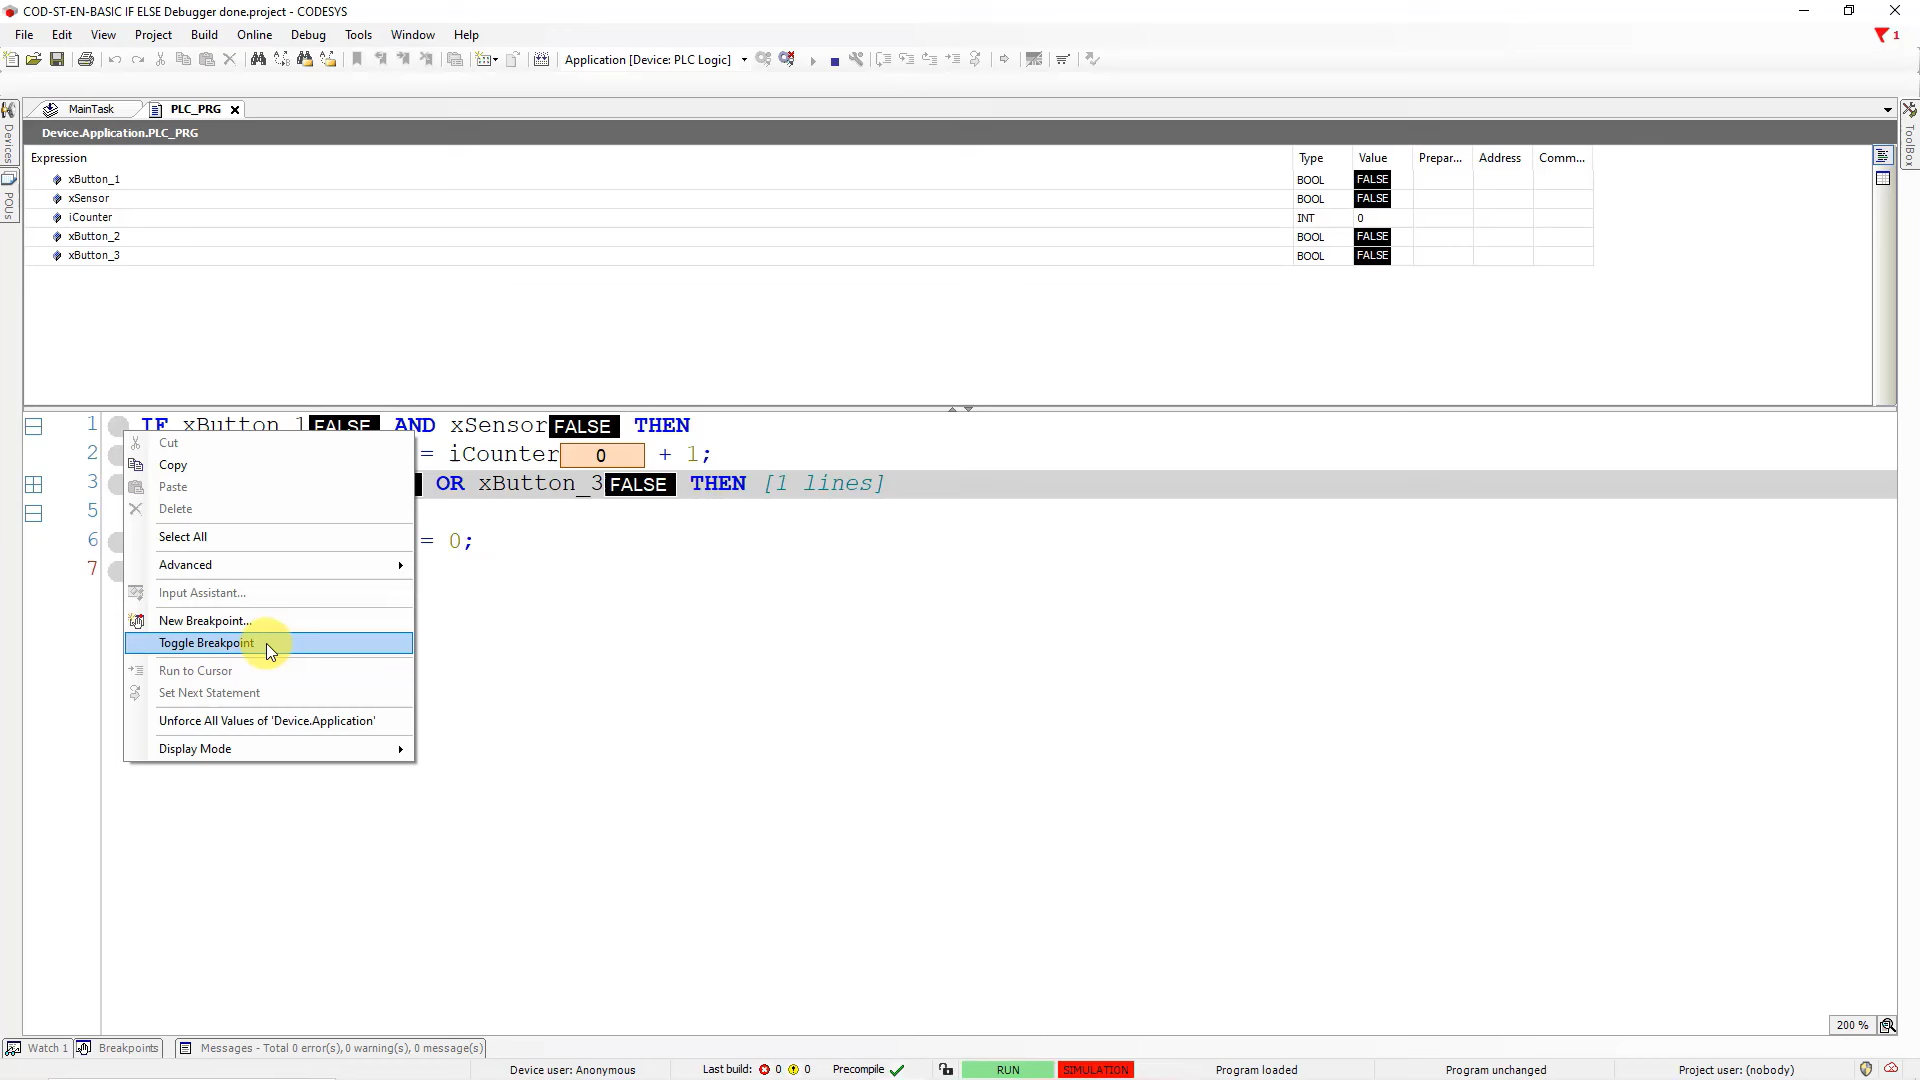 COD-ST-EN-BASIC IF ELSE Debugger done.project - CODESYS
File Edit View Project Build Online Debug Tools Window Help
1
Application [Device: PLC Logic]
MainTask PLC_PRG
Devices
POUs
ToolBox
Device.Application.PLC_PRG
Expression Type Value Prepar... Address Comm...
xButton_1 BOOL FALSE
xSensor BOOL FALSE
iCounter INT 0
xButton_2 BOOL FALSE
xButton_3 BOOL FALSE
1 IF xButton_1 FALSE AND xSensor FALSE THEN
2 = iCounter 0 + 1;
3 OR xButton_3 FALSE THEN [1 lines]
5
6 = 0;
7
Cut
Copy
Paste
Delete
Select All
Advanced
Input Assistant...
New Breakpoint...
Toggle Breakpoint
Run to Cursor
Set Next Statement
Unforce All Values of 'Device.Application'
Display Mode
200 %
Watch 1 Breakpoints Messages - Total 0 error(s), 0 warning(s), 0 message(s)
Device user: Anonymous Last build: 0 0 Precompile RUN SIMULATION Program loaded Program unchanged Project user: (nobody)